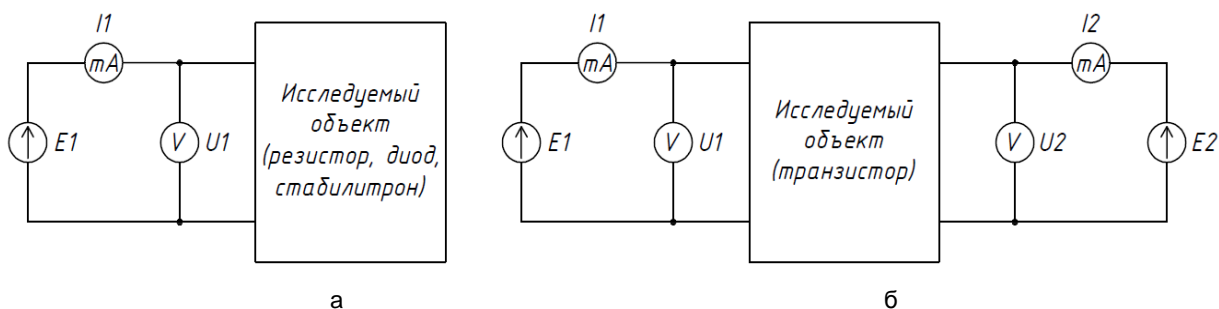 I1
mA
E1
V
U1
Исследуемый
объект
(резистор, диод,
стабилитрон)
а
I1
mA
E1
V
U1
Исследуемый
объект
(транзистор)
I2
mA
V
U2
E2
б